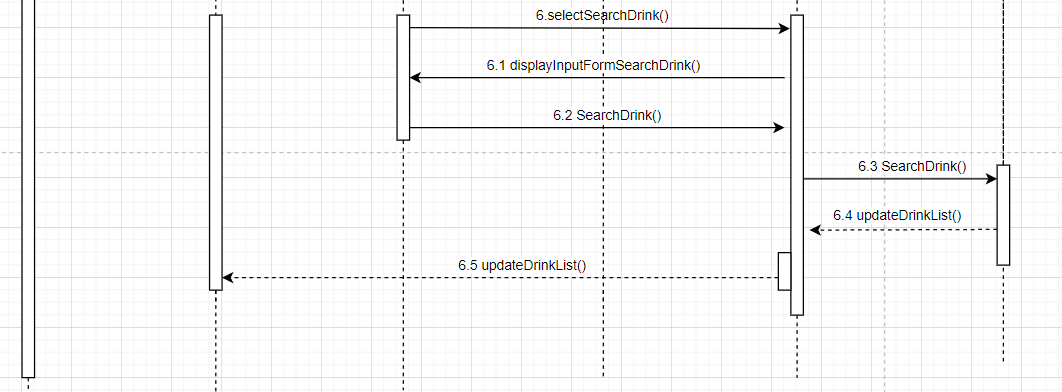 6.selectSearchDrink()
6.1 displayInputFormSearchDrink()
6.2 SearchDrink()
6.3 SearchDrink()
6.4 updateDrinkList()
6.5 updateDrinkList()